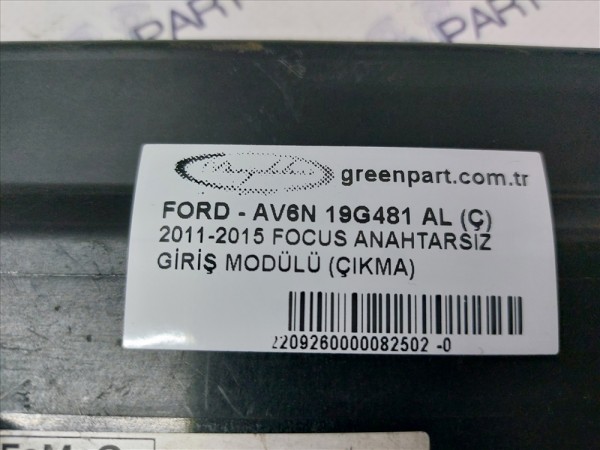 PART
greenpart.com.tr
FORD - AV6N 19G481 AL (Ç)
2011-2015 FOCUS ANAHTARSIZ
GİRİŞ MODÜLÜ (ÇIKMA)
2209260000082502 -0